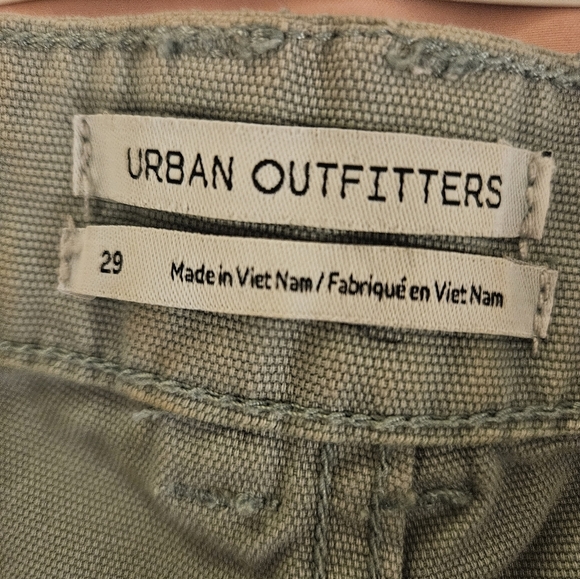 URBAN OUTFITTERS
29 Made in Viet Nam / Fabriqué en Viet Nam